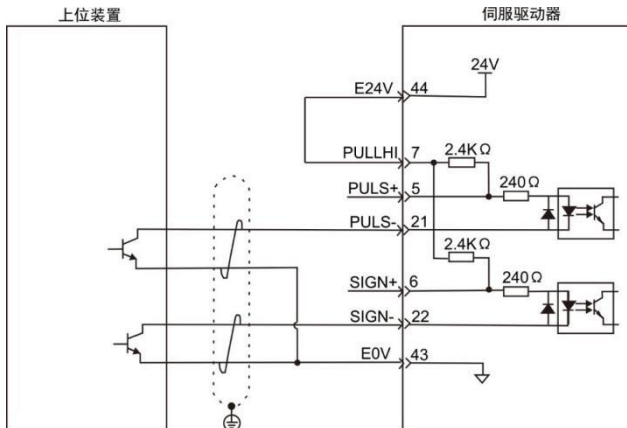 上位装置
伺服驱动器
24V
E24V 44
PULLHI 7 2.4KΩ
PULS+ 5 240Ω
PULS- 21
2.4KΩ
SIGN+ 6 240Ω
SIGN- 22
E0V 43